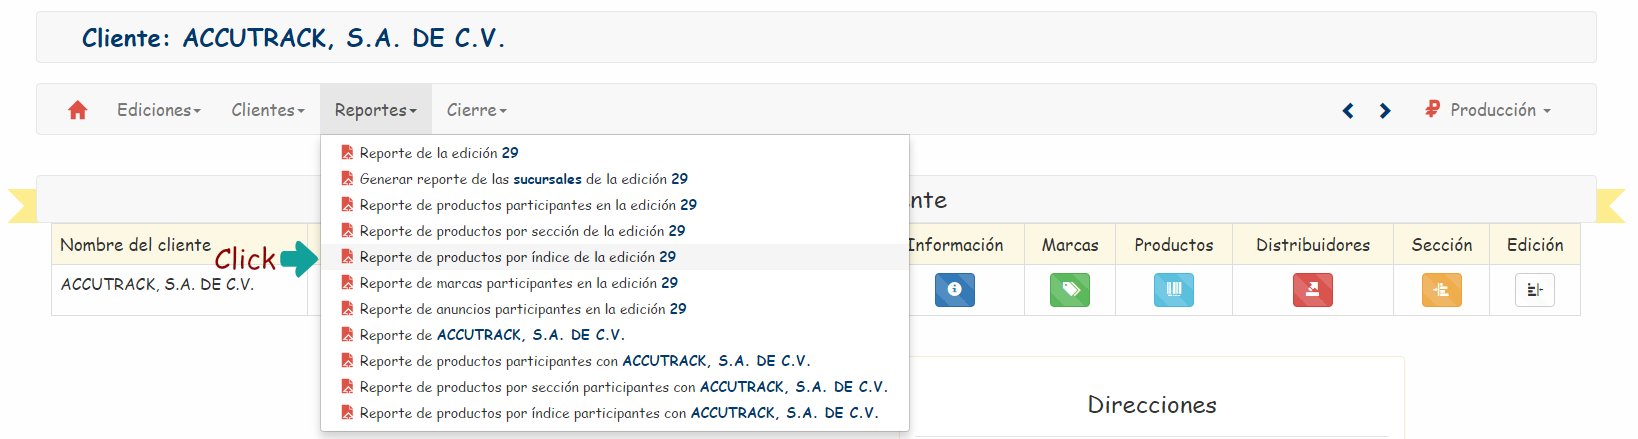 Cliente: ACCUTRACK, S.A. DE C.V.
Ediciones Clientes Reportes Cierre Producción
Reporte de la edición 29
Generar reporte de las sucursales de la edición 29
Reporte de productos participantes en la edición 29
Reporte de productos por sección de la edición 29
Reporte de productos por índice de la edición 29
Reporte de marcas participantes en la edición 29
Reporte de anuncios participantes en la edición 29
Reporte de ACCUTRACK, S.A. DE C.V.
Reporte de productos participantes con ACCUTRACK, S.A. DE C.V.
Reporte de productos por sección participantes con ACCUTRACK, S.A. DE C.V.
Reporte de productos por índice participantes con ACCUTRACK, S.A. DE C.V.
Click
nte
Nombre del cliente Información Marcas Productos Distribuidores Sección Edición
ACCUTRACK, S.A. DE C.V.
Direcciones